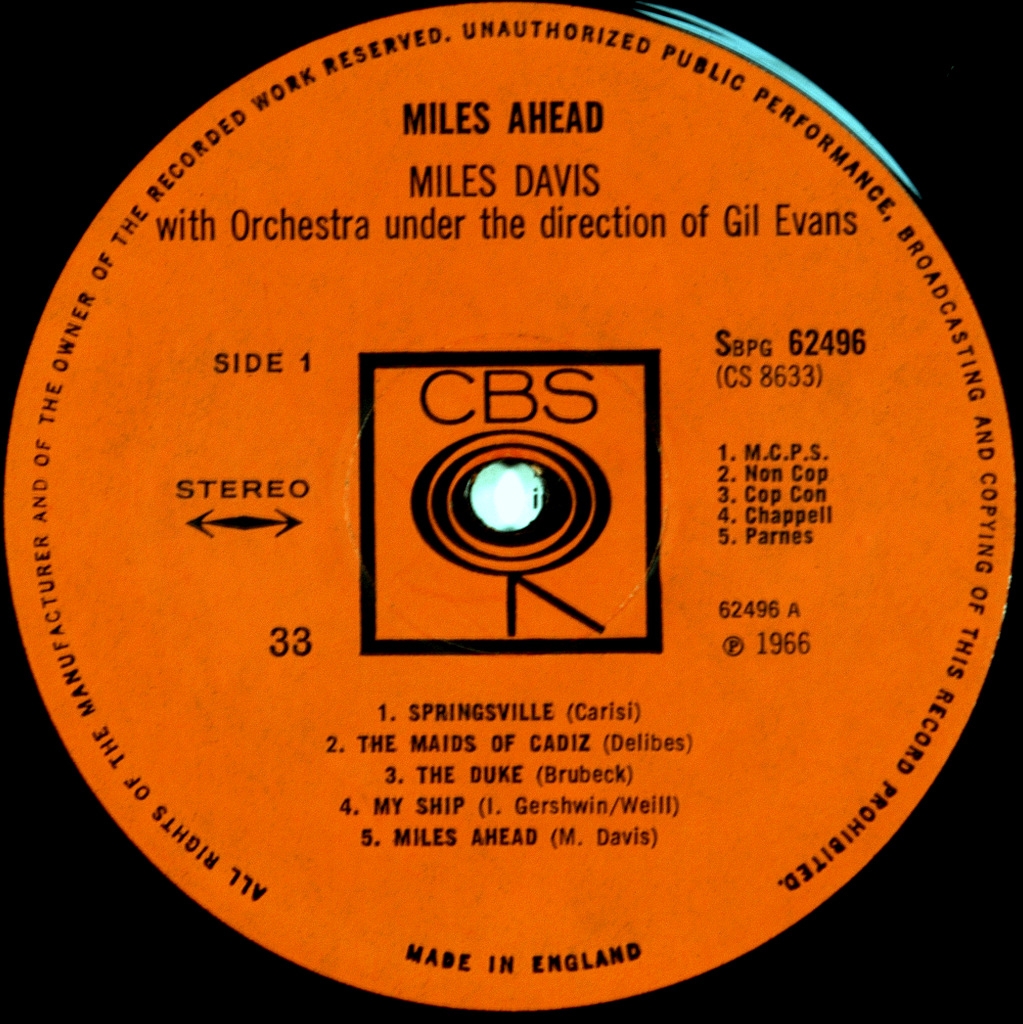 ALL RIGHTS OF THE MANUFACTURER AND OF THE OWNER OF THE RECORDED WORK RESERVED. UNAUTHORIZED PUBLIC PERFORMANCE, BROADCASTING AND COPYING OF THIS RECORD PROHIBITED.
MILES AHEAD
MILES DAVIS
with Orchestra under the direction of Gil Evans
SIDE 1
STEREO
33
CBS
SBPG 62496
(CS 8633)
1. M.C.P.S.
2. Non Cop
3. Cop Con
4. Chappell
5. Parnes
62496 A
℗ 1966
1. SPRINGSVILLE (Carisi)
2. THE MAIDS OF CADIZ (Delibes)
3. THE DUKE (Brubeck)
4. MY SHIP (I. Gershwin/Weill)
5. MILES AHEAD (M. Davis)
MADE IN ENGLAND